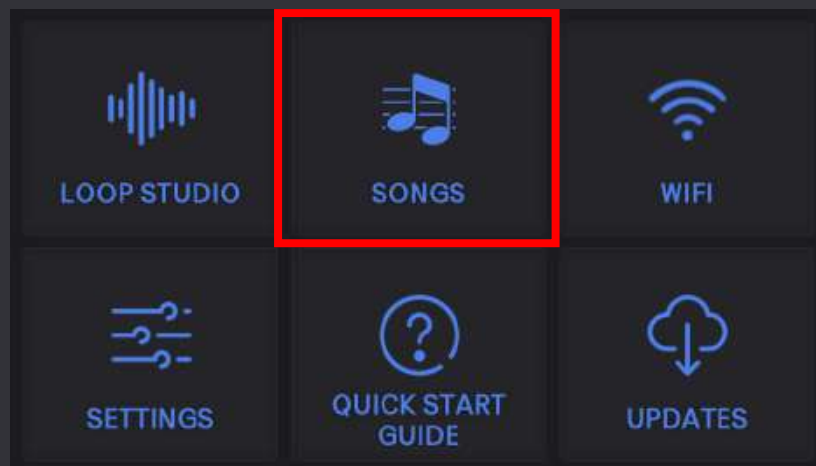 LOOP STUDIO
SONGS
WIFI
SETTINGS
QUICK START
GUIDE
UPDATES